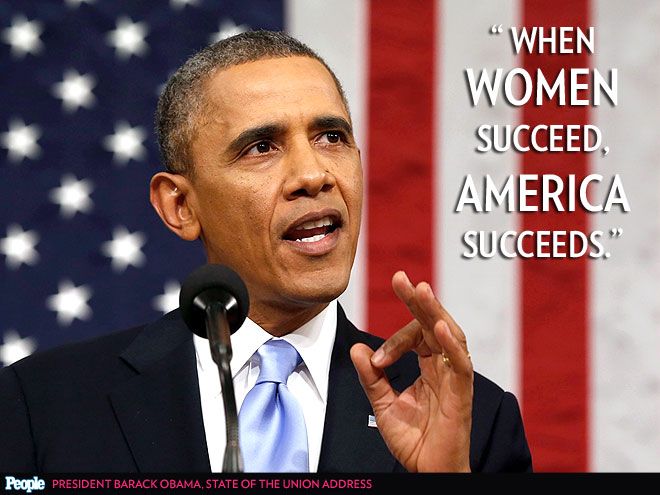 “ WHEN
WOMEN
SUCCEED,
AMERICA
SUCCEEDS.”
People PRESIDENT BARACK OBAMA, STATE OF THE UNION ADDRESS